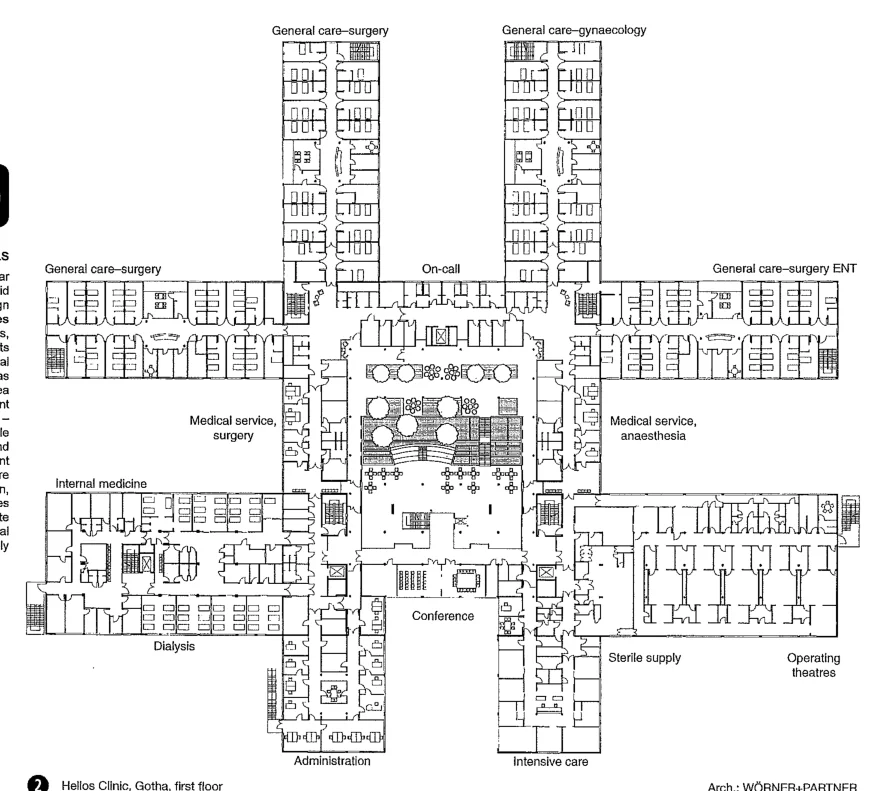 General care–surgery
General care–gynaecology
General care–surgery
On-call
General care–surgery ENT
Medical service,
surgery
Medical service,
anaesthesia
Internal medicine
Conference
Dialysis
Sterile supply
Operating
theatres
Administration
Intensive care
2 Helios Clinic, Gotha, first floor
Arch.: WÖRNER+PARTNER